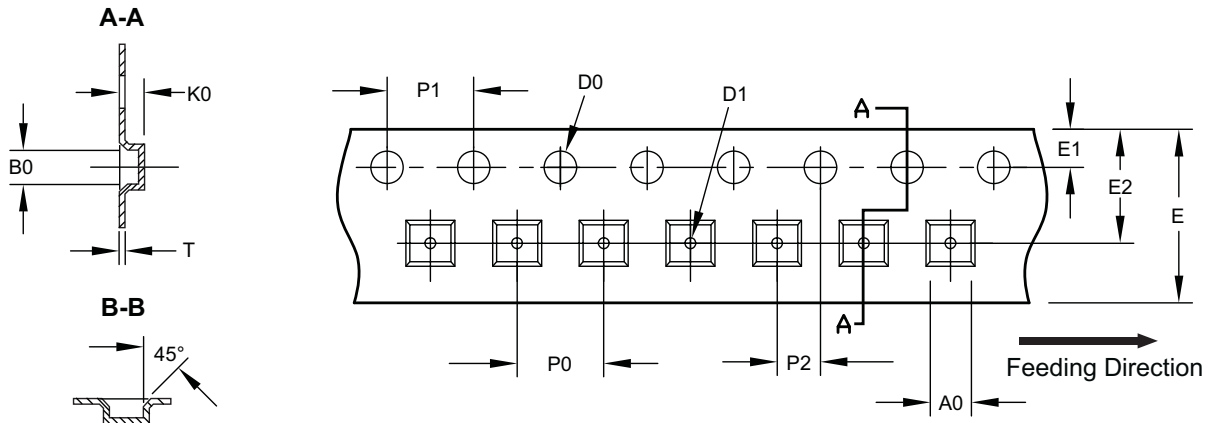 A-A
K0
B0
T
B-B
45°
P1
D0
D1
A
E1
E2
E
A
P0
P2
A0
Feeding Direction